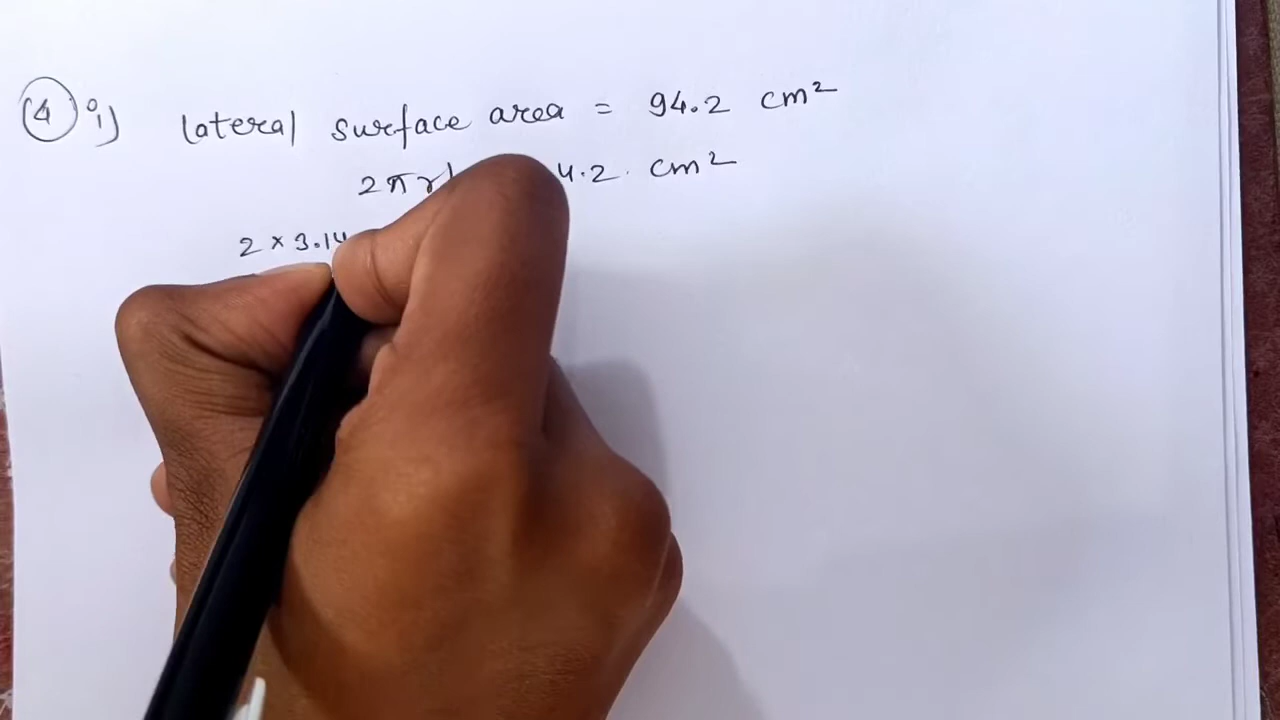 (4) i) lateral surface area = 94.2 cm²
2πr 4.2 cm²
2 × 3.14